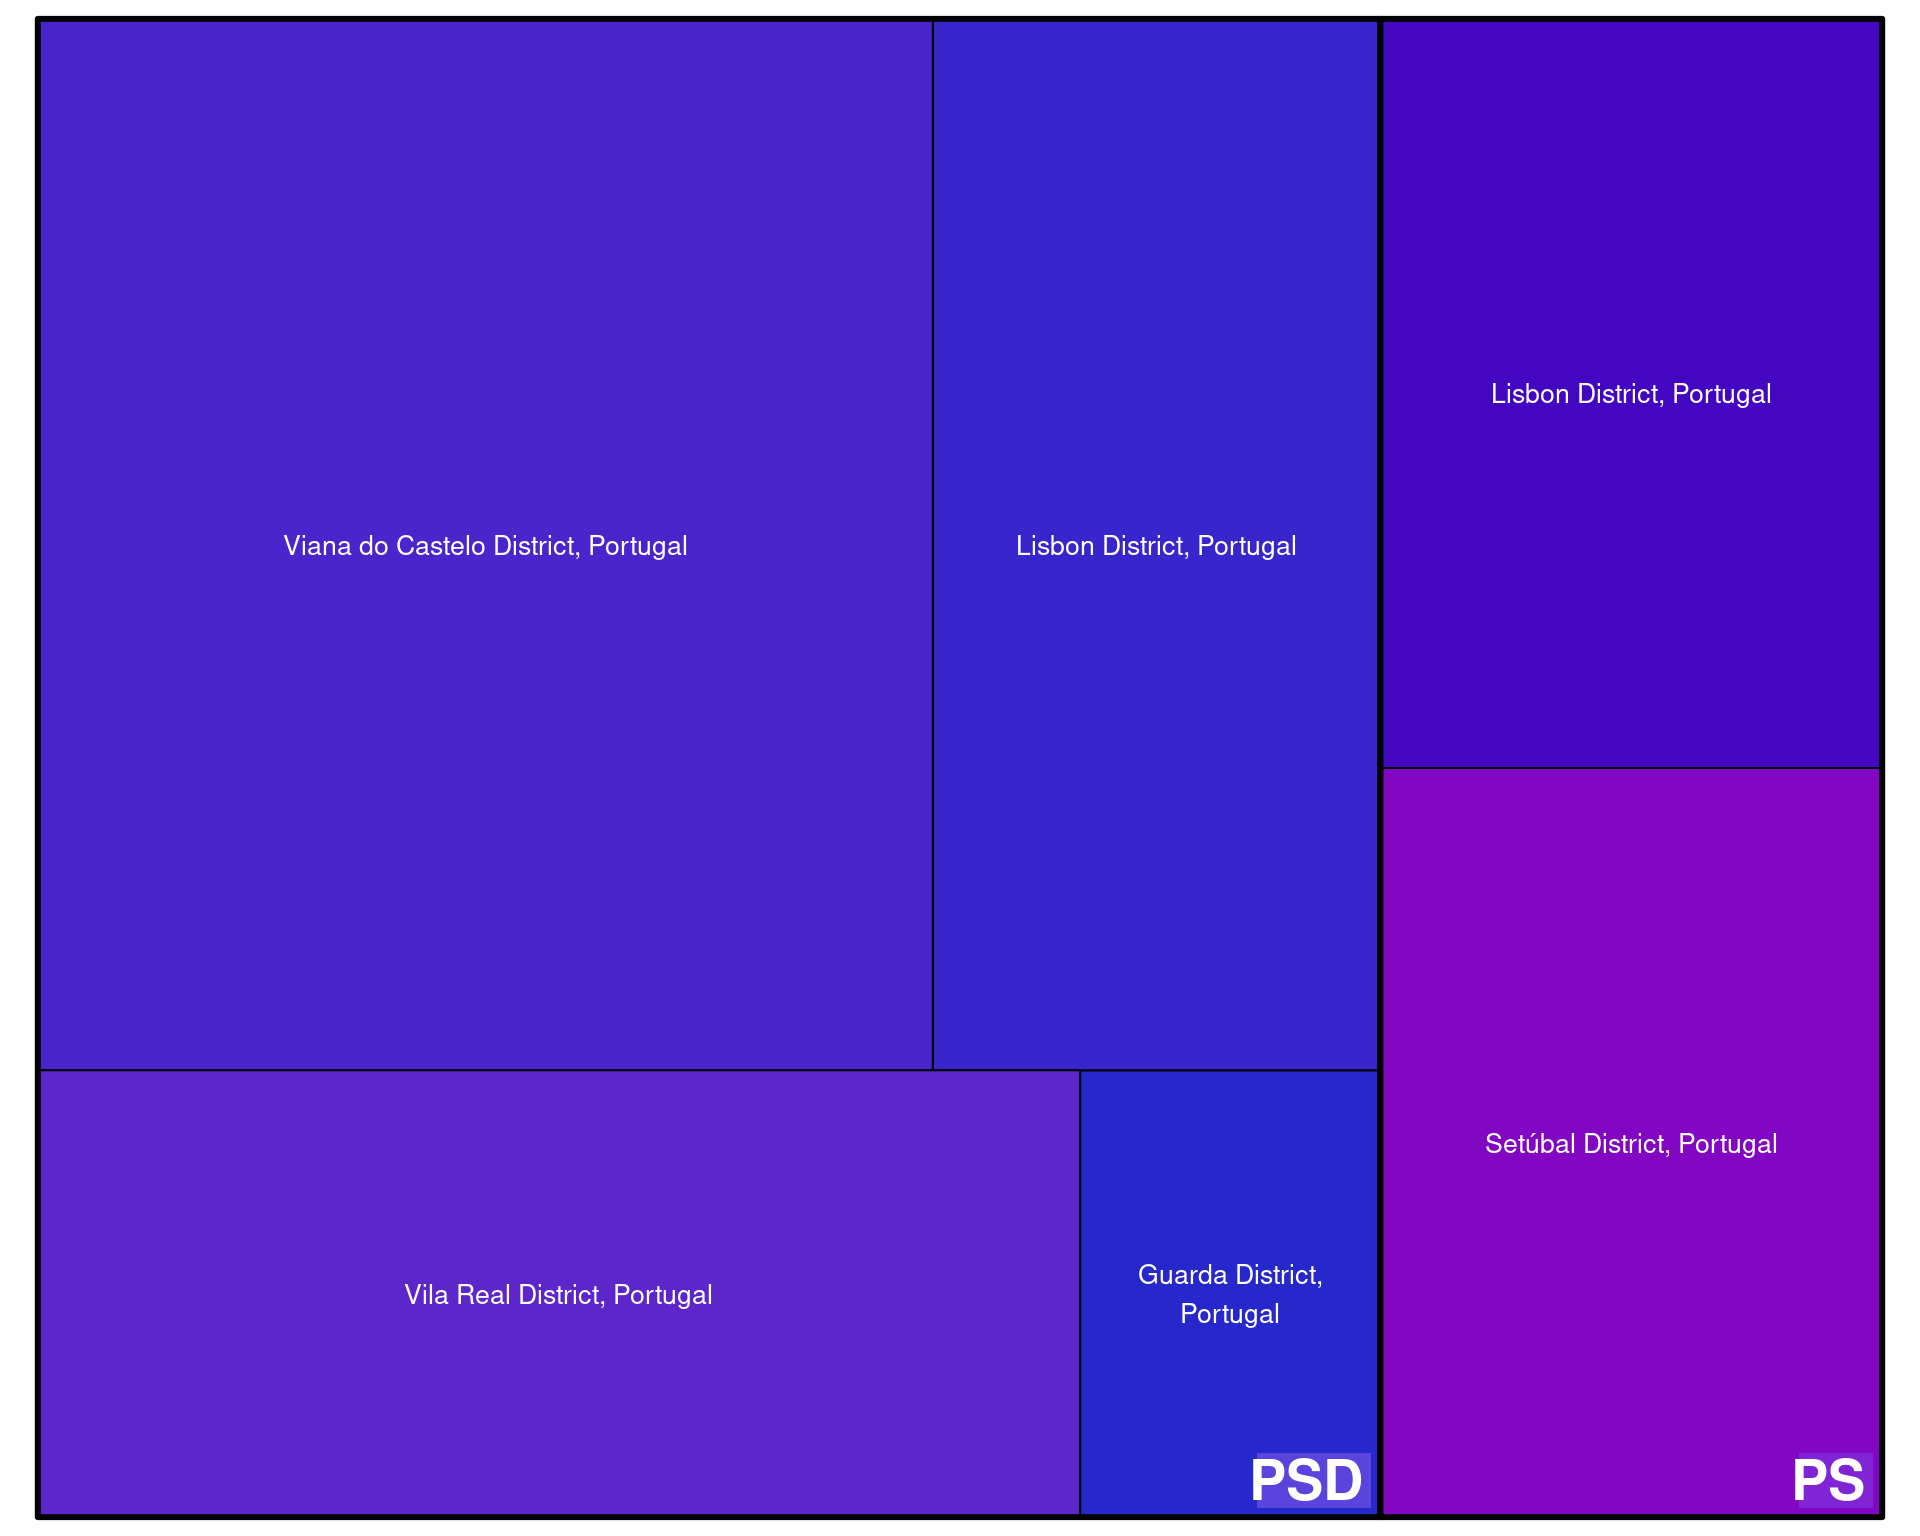 Viana do Castelo District, Portugal
Lisbon District, Portugal
Vila Real District, Portugal
Guarda District,
Portugal
PSD
Lisbon District, Portugal
Setúbal District, Portugal
PS